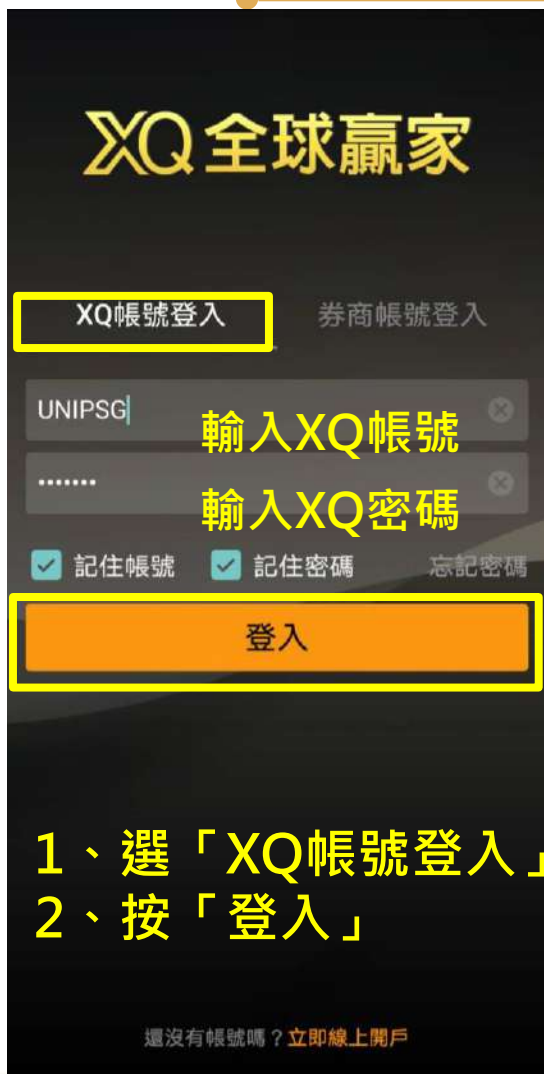 XQ全球贏家
XQ帳號登入 券商帳號登入
UNIPSG
輸入XQ帳號
•••••••
輸入XQ密碼
記住帳號 記住密碼 忘記密碼
登入
1、選「XQ帳號登入」
2、按「登入」
還沒有帳號嗎？立即線上開戶